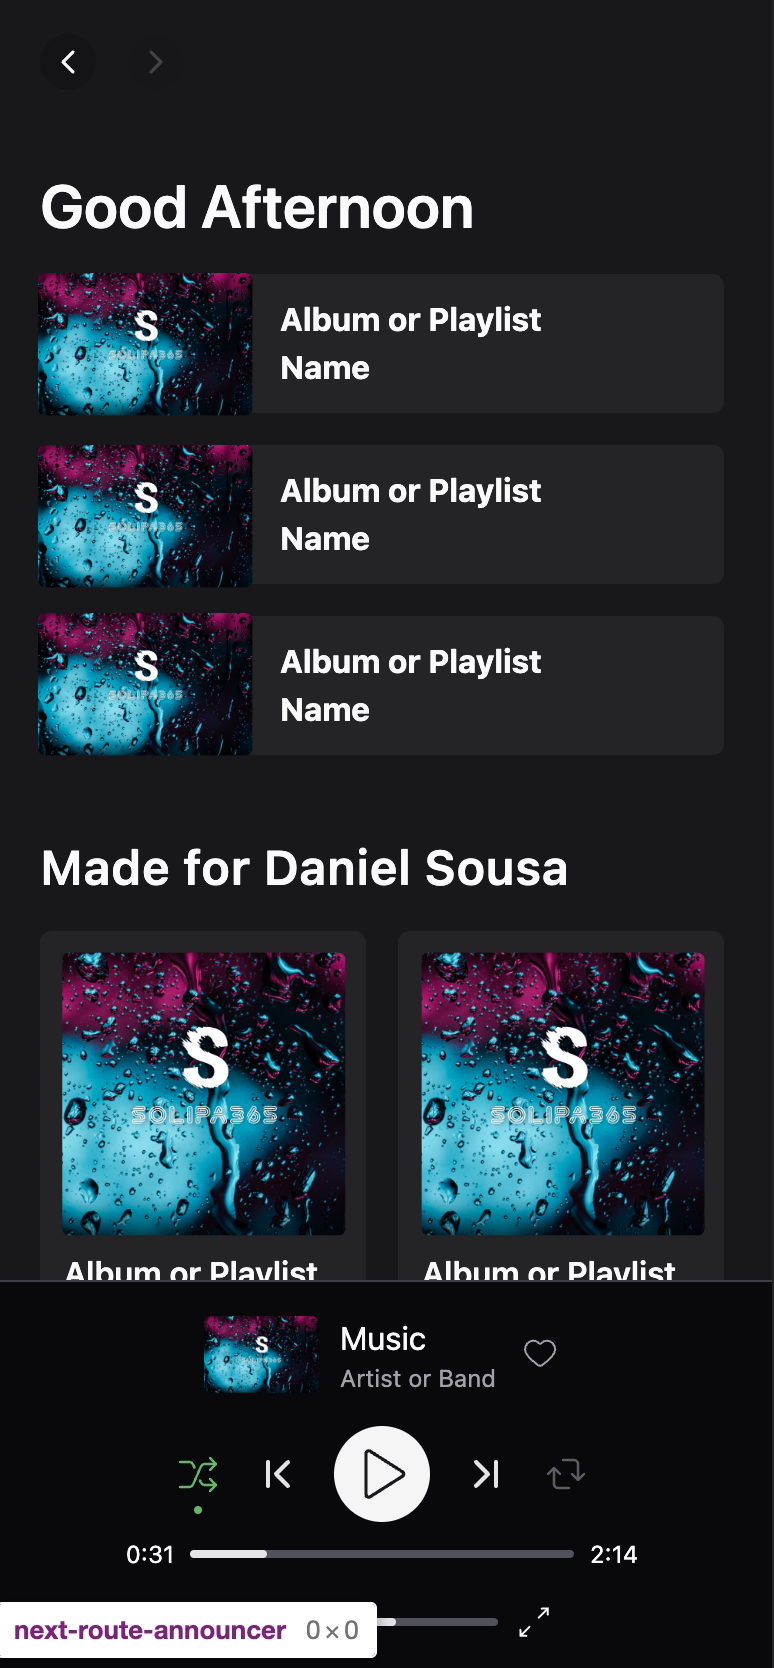 Good Afternoon
S
SOLIPA365
Album or Playlist
Name
S
SOLIPA365
Album or Playlist
Name
S
SOLIPA365
Album or Playlist
Name
Made for Daniel Sousa
S
SOLIPA365
S
SOLIPA365
Album or Playlist
Album or Playlist
S
SOLIPA365
Music
Artist or Band
0:31
2:14
next-route-announcer 0×0